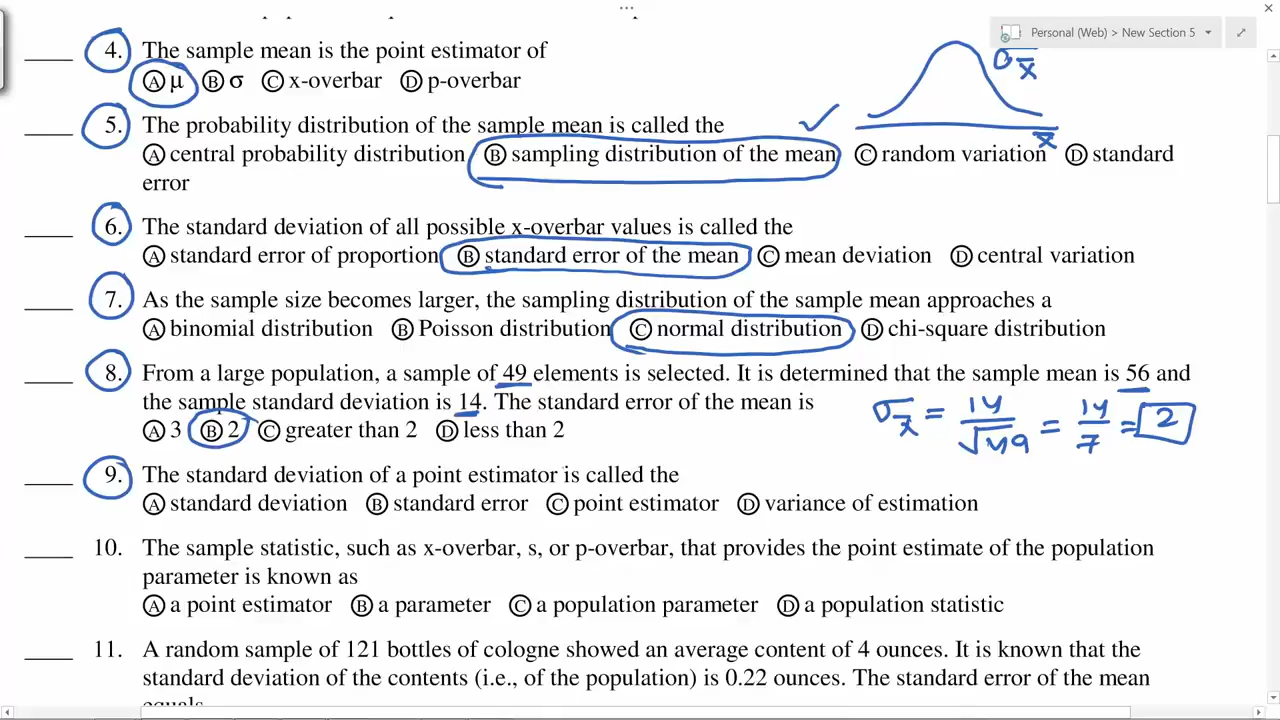 Personal (Web) > New Section 5
4. The sample mean is the point estimator of
A μ B σ C x-overbar D p-overbar
σx̅
x̅
5. The probability distribution of the sample mean is called the
A central probability distribution B sampling distribution of the mean C random variation D standard
error
6. The standard deviation of all possible x-overbar values is called the
A standard error of proportion B standard error of the mean C mean deviation D central variation
7. As the sample size becomes larger, the sampling distribution of the sample mean approaches a
A binomial distribution B Poisson distribution C normal distribution D chi-square distribution
8. From a large population, a sample of 49 elements is selected. It is determined that the sample mean is 56 and
the sample standard deviation is 14. The standard error of the mean is
A 3 B 2 C greater than 2 D less than 2
σx̅ = 14/√49 = 14/7 = 2
9. The standard deviation of a point estimator is called the
A standard deviation B standard error C point estimator D variance of estimation
10. The sample statistic, such as x-overbar, s, or p-overbar, that provides the point estimate of the population
parameter is known as
A a point estimator B a parameter C a population parameter D a population statistic
11. A random sample of 121 bottles of cologne showed an average content of 4 ounces. It is known that the
standard deviation of the contents (i.e., of the population) is 0.22 ounces. The standard error of the mean
equals